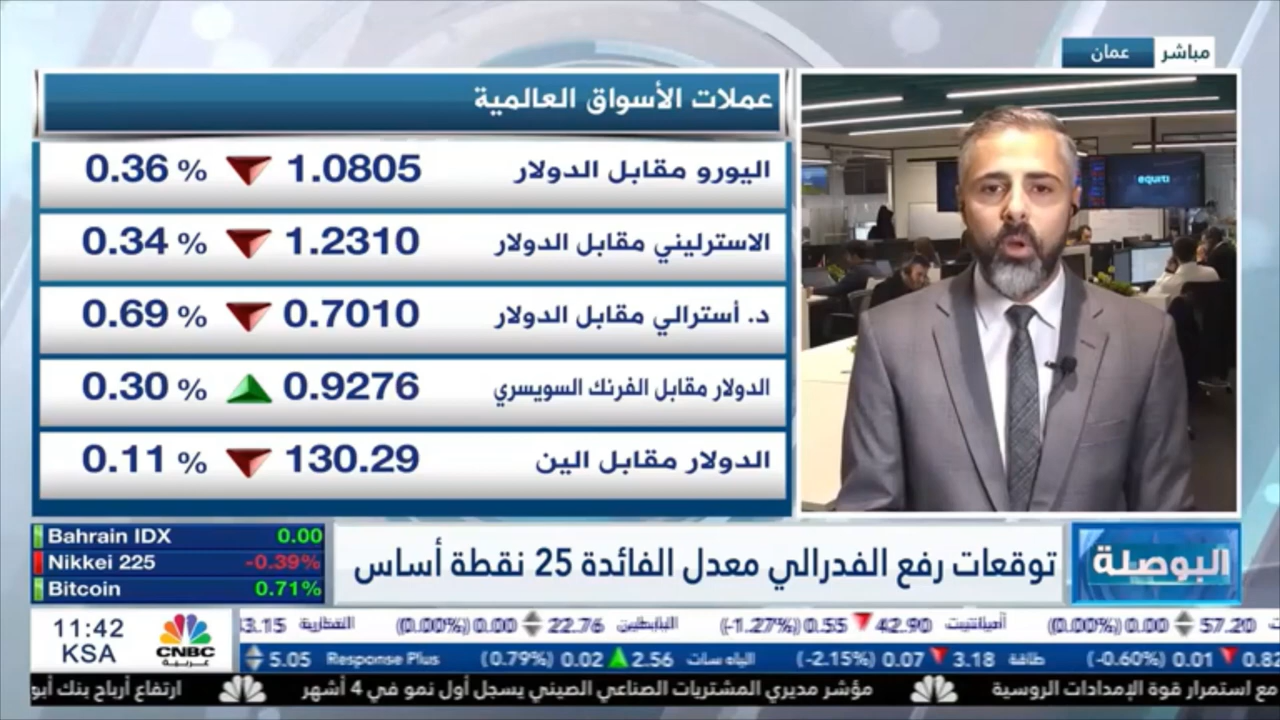 مباشر عمان
عملات الأسواق العالمية
اليورو مقابل الدولار 1.0805 0.36 %
الاسترليني مقابل الدولار 1.2310 0.34 %
د. أسترالي مقابل الدولار 0.7010 0.69 %
الدولار مقابل الفرنك السويسري 0.9276 0.30 %
الدولار مقابل الين 130.29 0.11 %
equiti
البوصلة
توقعات رفع الفدرالي معدل الفائدة 25 نقطة أساس
Bahrain IDX 0.00
Nikkei 225 -0.39%
Bitcoin 0.71%
11:42
KSA
CNBC
عربية
57.20 0.00 (0.00%) 42.90 0.55 (-1.27%) 22.76 0.00 (0.00%) 3.15
0.82 0.01 (-0.60%) طاقة 3.18 0.07 (-2.15%) 2.56 0.02 (0.79%) Response Plus 5.05
مع استمرار قوة الإمدادات الروسية مؤشر مديري المشتريات الصناعي الصيني يسجل أول نمو في 4 أشهر ارتفاع أرباح بنك أبو